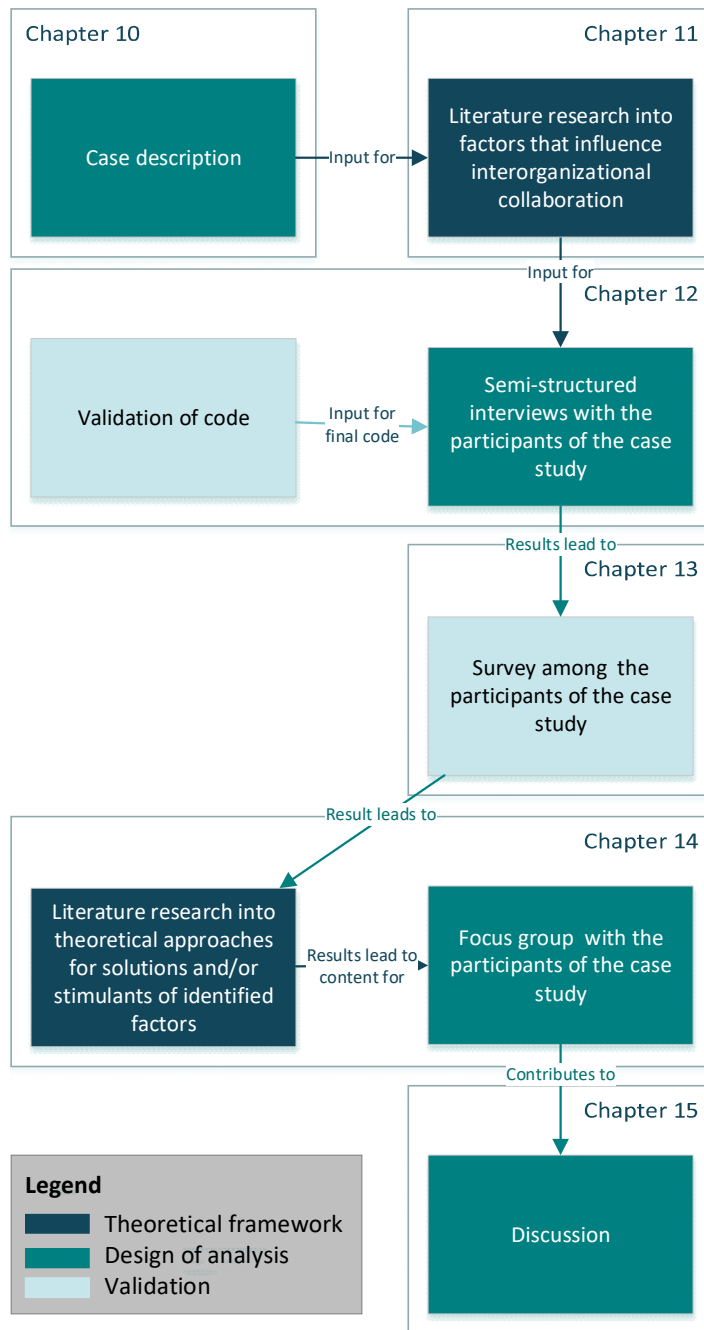 Chapter 10
Case description
Input for
Chapter 11
Literature research into
factors that influence
interorganizational
collaboration
Input for
Chapter 12
Validation of code
Input for
final code
Semi-structured
interviews with the
participants of the case
study
Results lead to
Chapter 13
Survey among the
participants of the case
study
Result leads to
Chapter 14
Literature research into
theoretical approaches
for solutions and/or
stimulants of identified
factors
Results lead to
content for
Focus group with the
participants of the case
study
Contributes to
Chapter 15
Discussion
Legend
Theoretical framework
Design of analysis
Validation